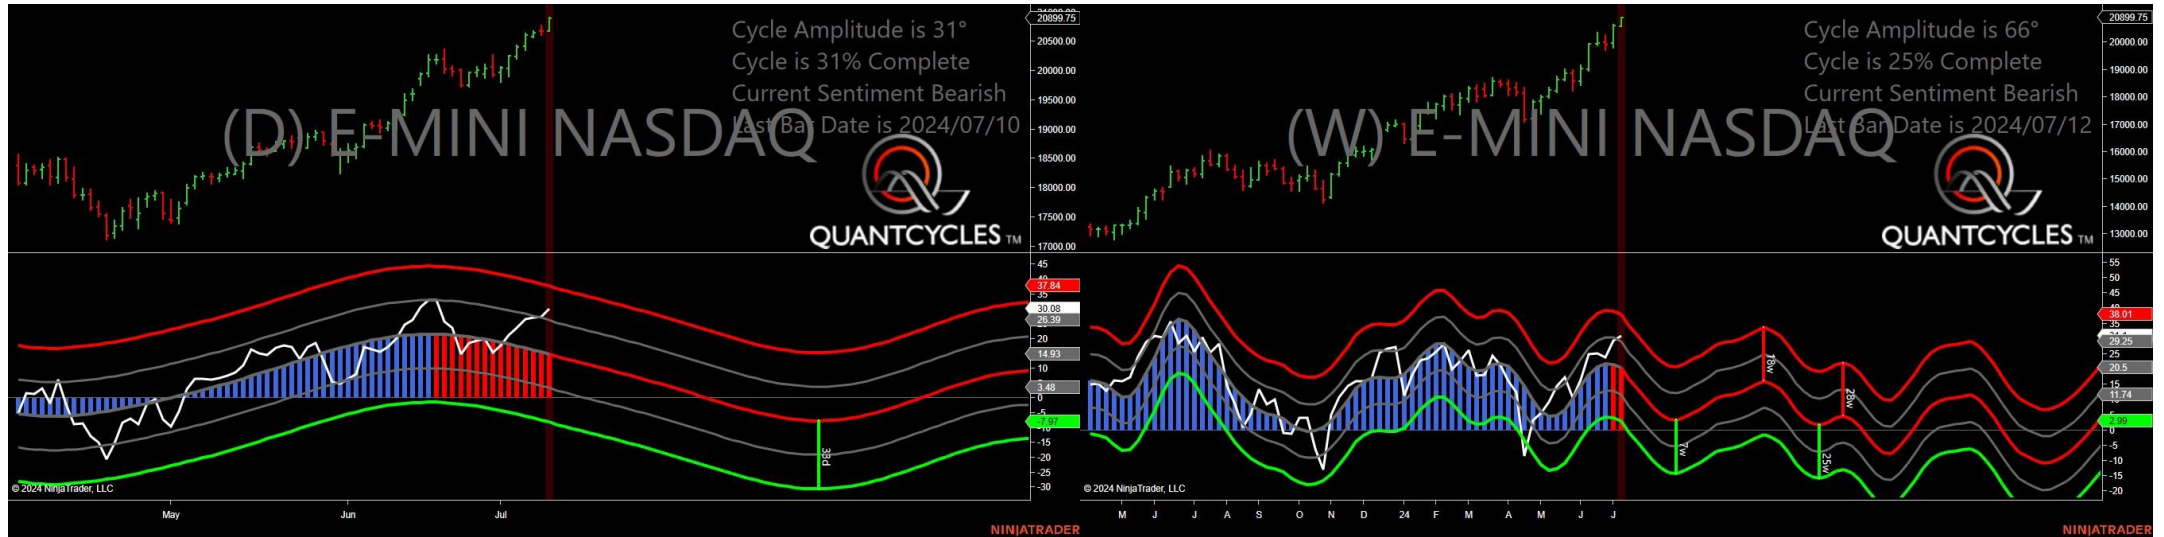 20899.75
20500.00
20000.00
19500.00
19000.00
18500.00
18000.00
17500.00
17000.00
Cycle Amplitude is 31°
Cycle is 31% Complete
Current Sentiment Bearish
Last Bar Date is 2024/07/10
(D) E-MINI NASDAQ
QUANTCYCLES TM
45
37.84
35
30.08
26.39
20
14.93
10
3.48
0
-5
-7.97
-15
-20
-25
-30
38d
© 2024 NinjaTrader, LLC
May Jun Jul
NINJATRADER
20899.75
20000.00
19000.00
18000.00
17000.00
16000.00
15000.00
14000.00
13000.00
Cycle Amplitude is 66°
Cycle is 25% Complete
Current Sentiment Bearish
Last Bar Date is 2024/07/12
(W) E-MINI NASDAQ
QUANTCYCLES TM
55
50
45
38.01
35
29.25
25
20.5
15
11.74
2.99
0
-5
-10
-15
-20
18w
28w
7w
25w
© 2024 NinjaTrader, LLC
M J J A S O N D 24 F M A M J J
NINJATRADER